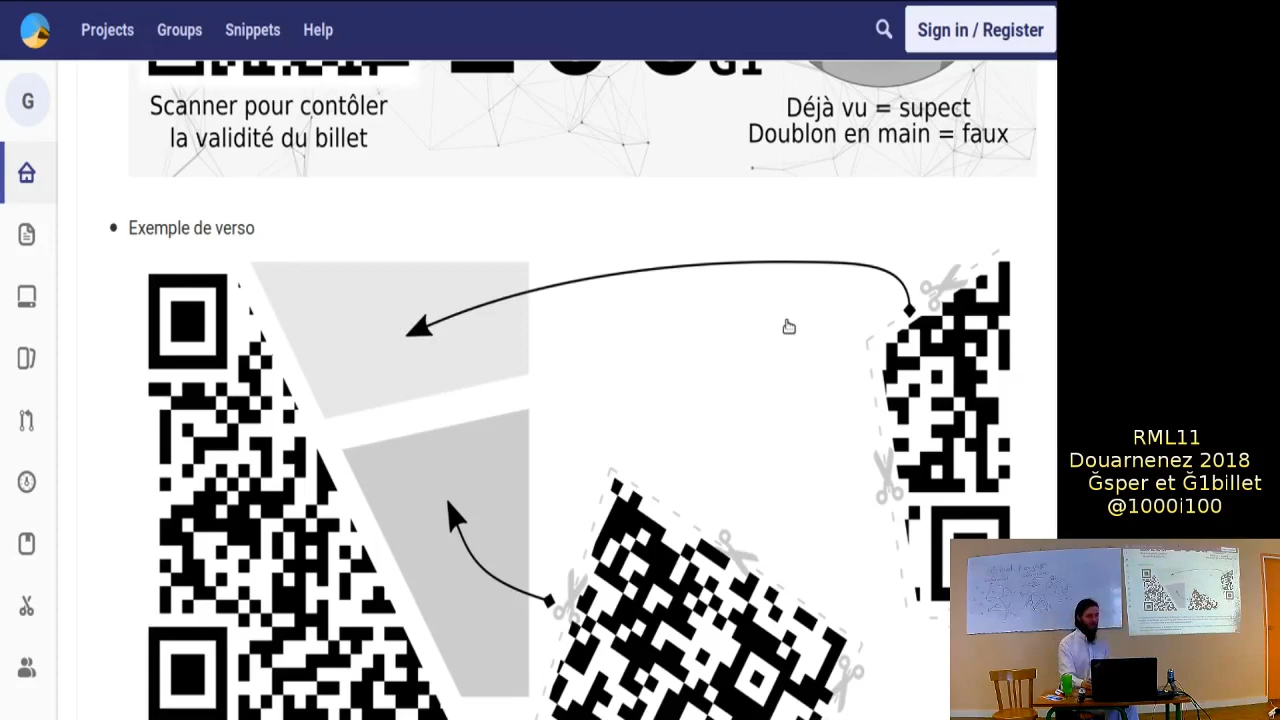 Projects Groups Snippets Help
Sign in / Register
G
G1
Scanner pour contôler
la validité du billet
Déjà vu = supect
Doublon en main = faux
Exemple de verso
RML11
Douarnenez 2018
Ğsper et Ğ1billet
@1000i100